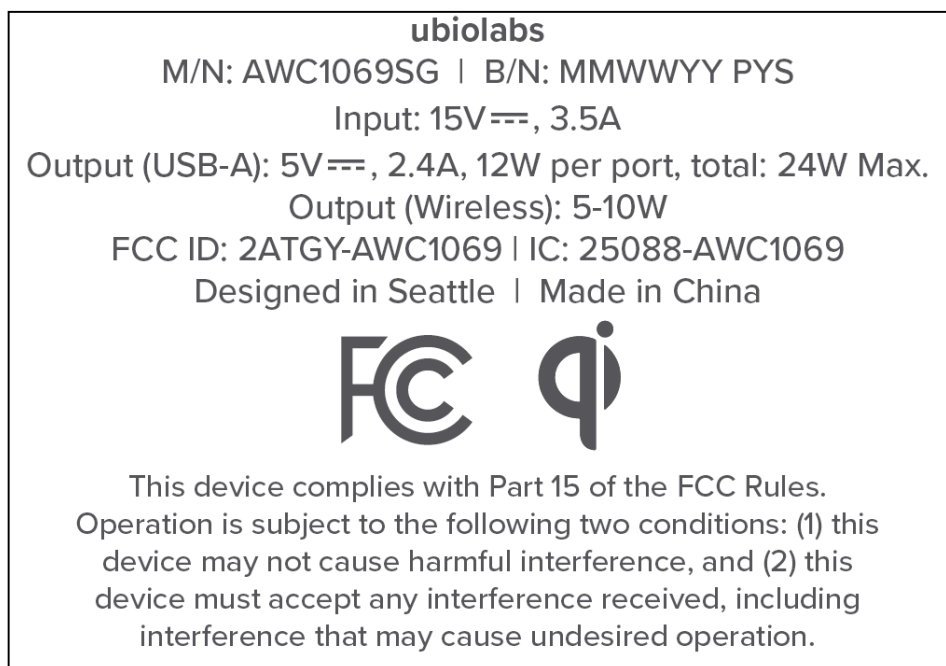 ubiolabs
M/N: AWC1069SG | B/N: MMWWYY PYS
Input: 15V⎓, 3.5A
Output (USB-A): 5V⎓, 2.4A, 12W per port, total: 24W Max.
Output (Wireless): 5-10W
FCC ID: 2ATGY-AWC1069 | IC: 25088-AWC1069
Designed in Seattle | Made in China
FCC qi
This device complies with Part 15 of the FCC Rules.
Operation is subject to the following two conditions: (1) this
device may not cause harmful interference, and (2) this
device must accept any interference received, including
interference that may cause undesired operation.